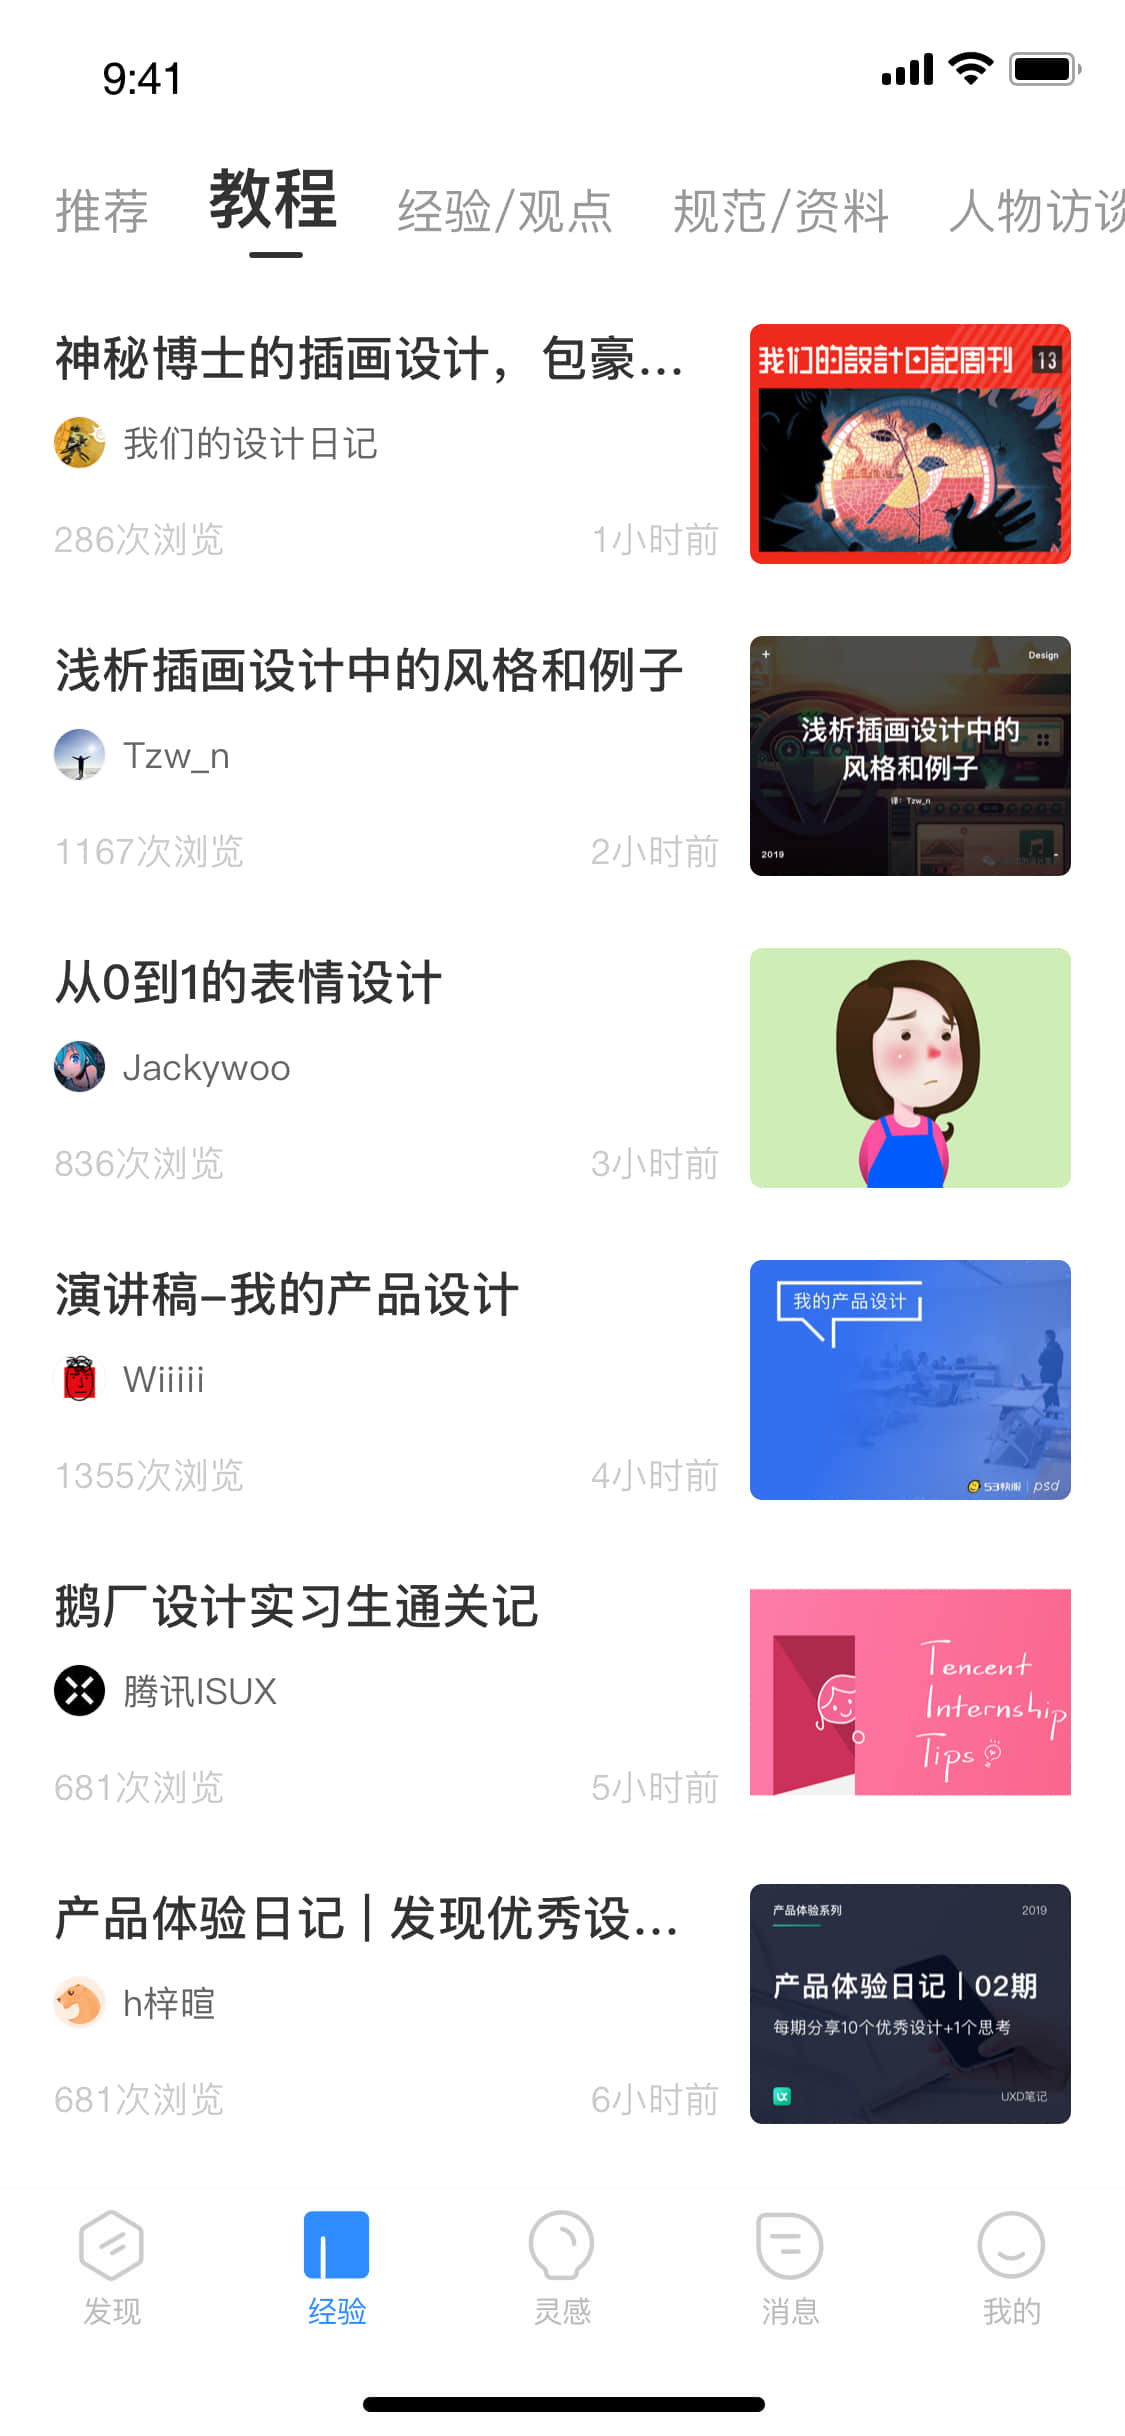 9:41
推荐 教程 经验/观点 规范/资料 人物访谈
神秘博士的插画设计，包豪...
我们的设计日记
286次浏览 1小时前
我们的設計日記周刊 13
浅析插画设计中的风格和例子
Tzw_n
1167次浏览 2小时前
+ Design
浅析插画设计中的
风格和例子
译：Tzw_n
2019
从0到1的表情设计
Jackywoo
836次浏览 3小时前
演讲稿-我的产品设计
Wiiiii
1355次浏览 4小时前
我的产品设计
53快服 | psd
鹅厂设计实习生通关记
腾讯ISUX
681次浏览 5小时前
Tencent
Internship
Tips
产品体验日记 | 发现优秀设...
h梓暄
681次浏览 6小时前
产品体验系列 2019
产品体验日记 | 02期
每期分享10个优秀设计+1个思考
UX UXD笔记
发现 经验 灵感 消息 我的